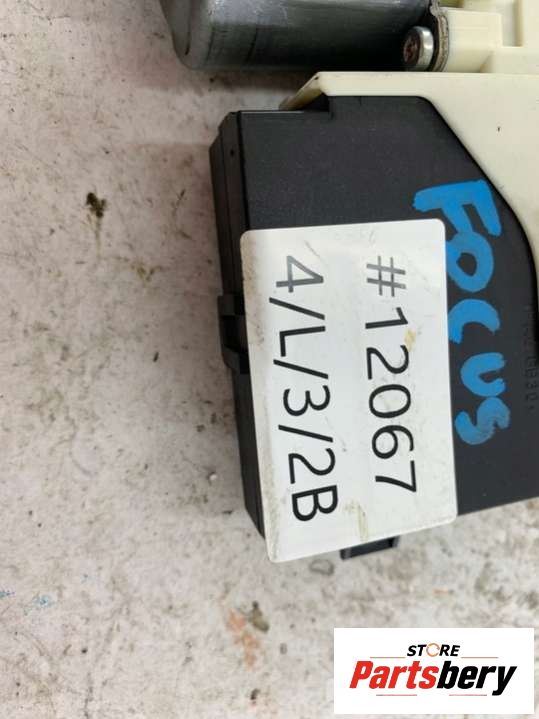 #12067
4/L/3/2B
FOCUS
STORE
Partsbery